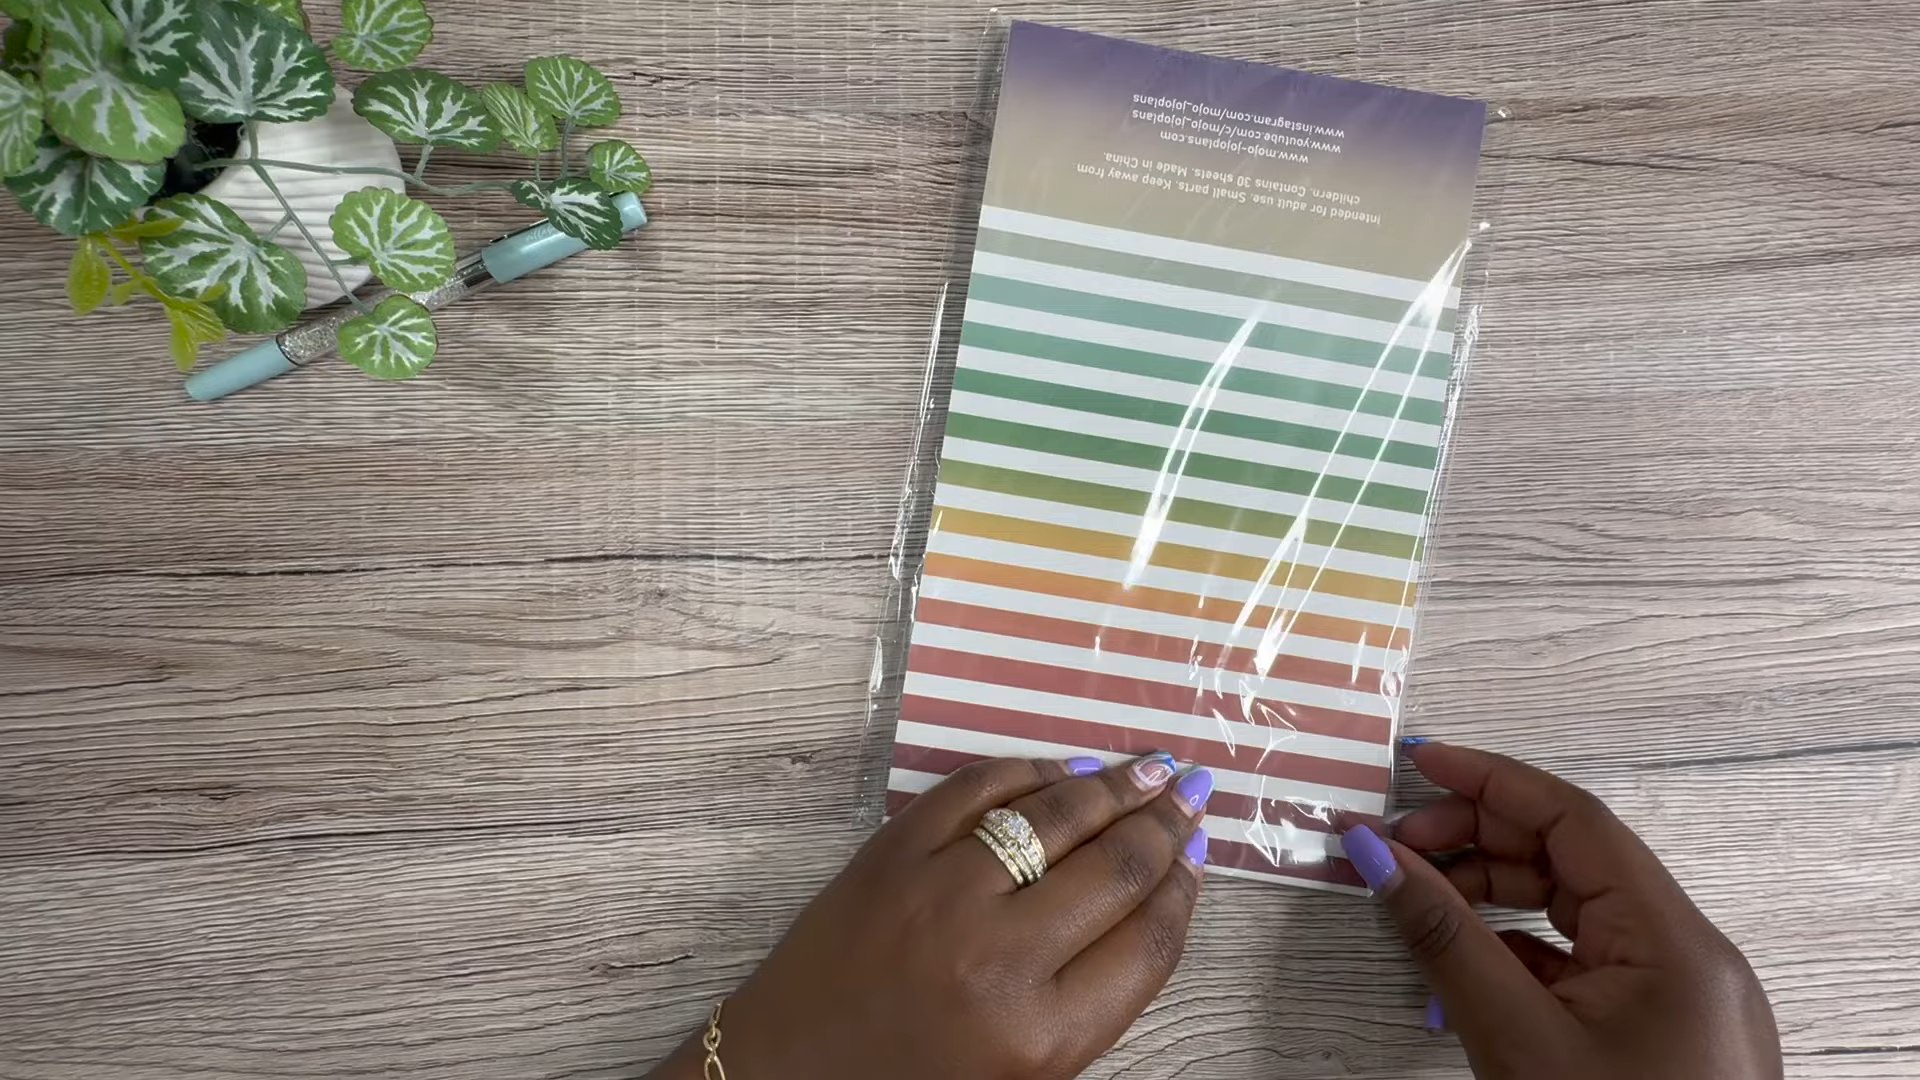 Intended for adult use. Small parts. Keep away from
childern. Contains 30 sheets. Made in China.
www.mojo-jojoplans.com
www.youtube.com/c/mojo_jojoplans
www.instagram.com/mojo_jojoplans